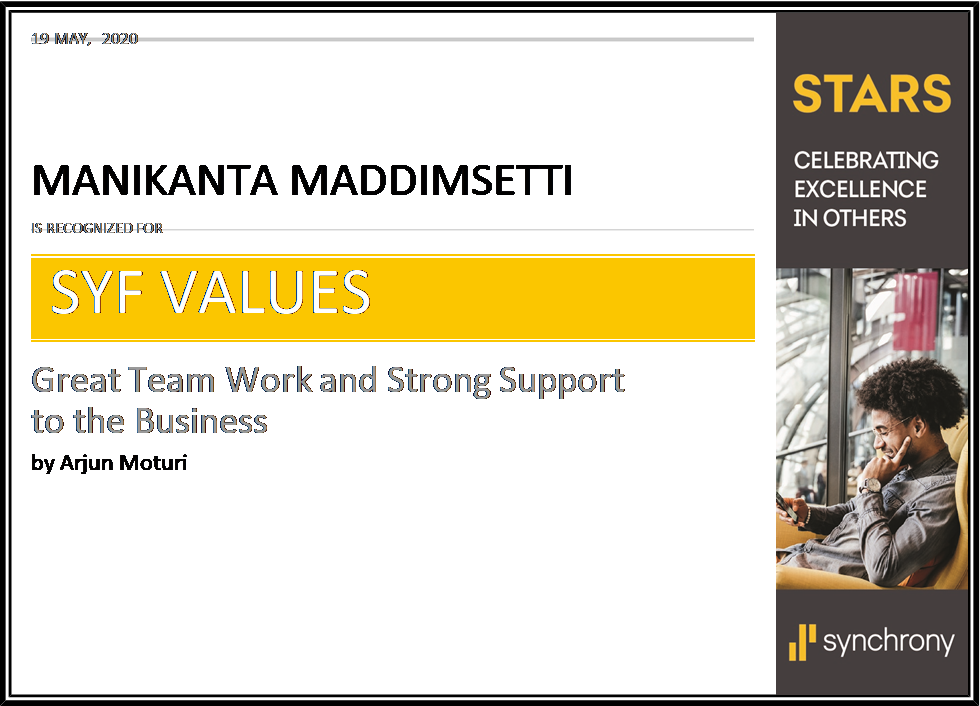 19 MAY, 2020
MANIKANTA MADDIMSETTI
IS RECOGNIZED FOR
SYF VALUES
Great Team Work and Strong Support
to the Business
by Arjun Moturi
STARS
CELEBRATING
EXCELLENCE
IN OTHERS
synchrony